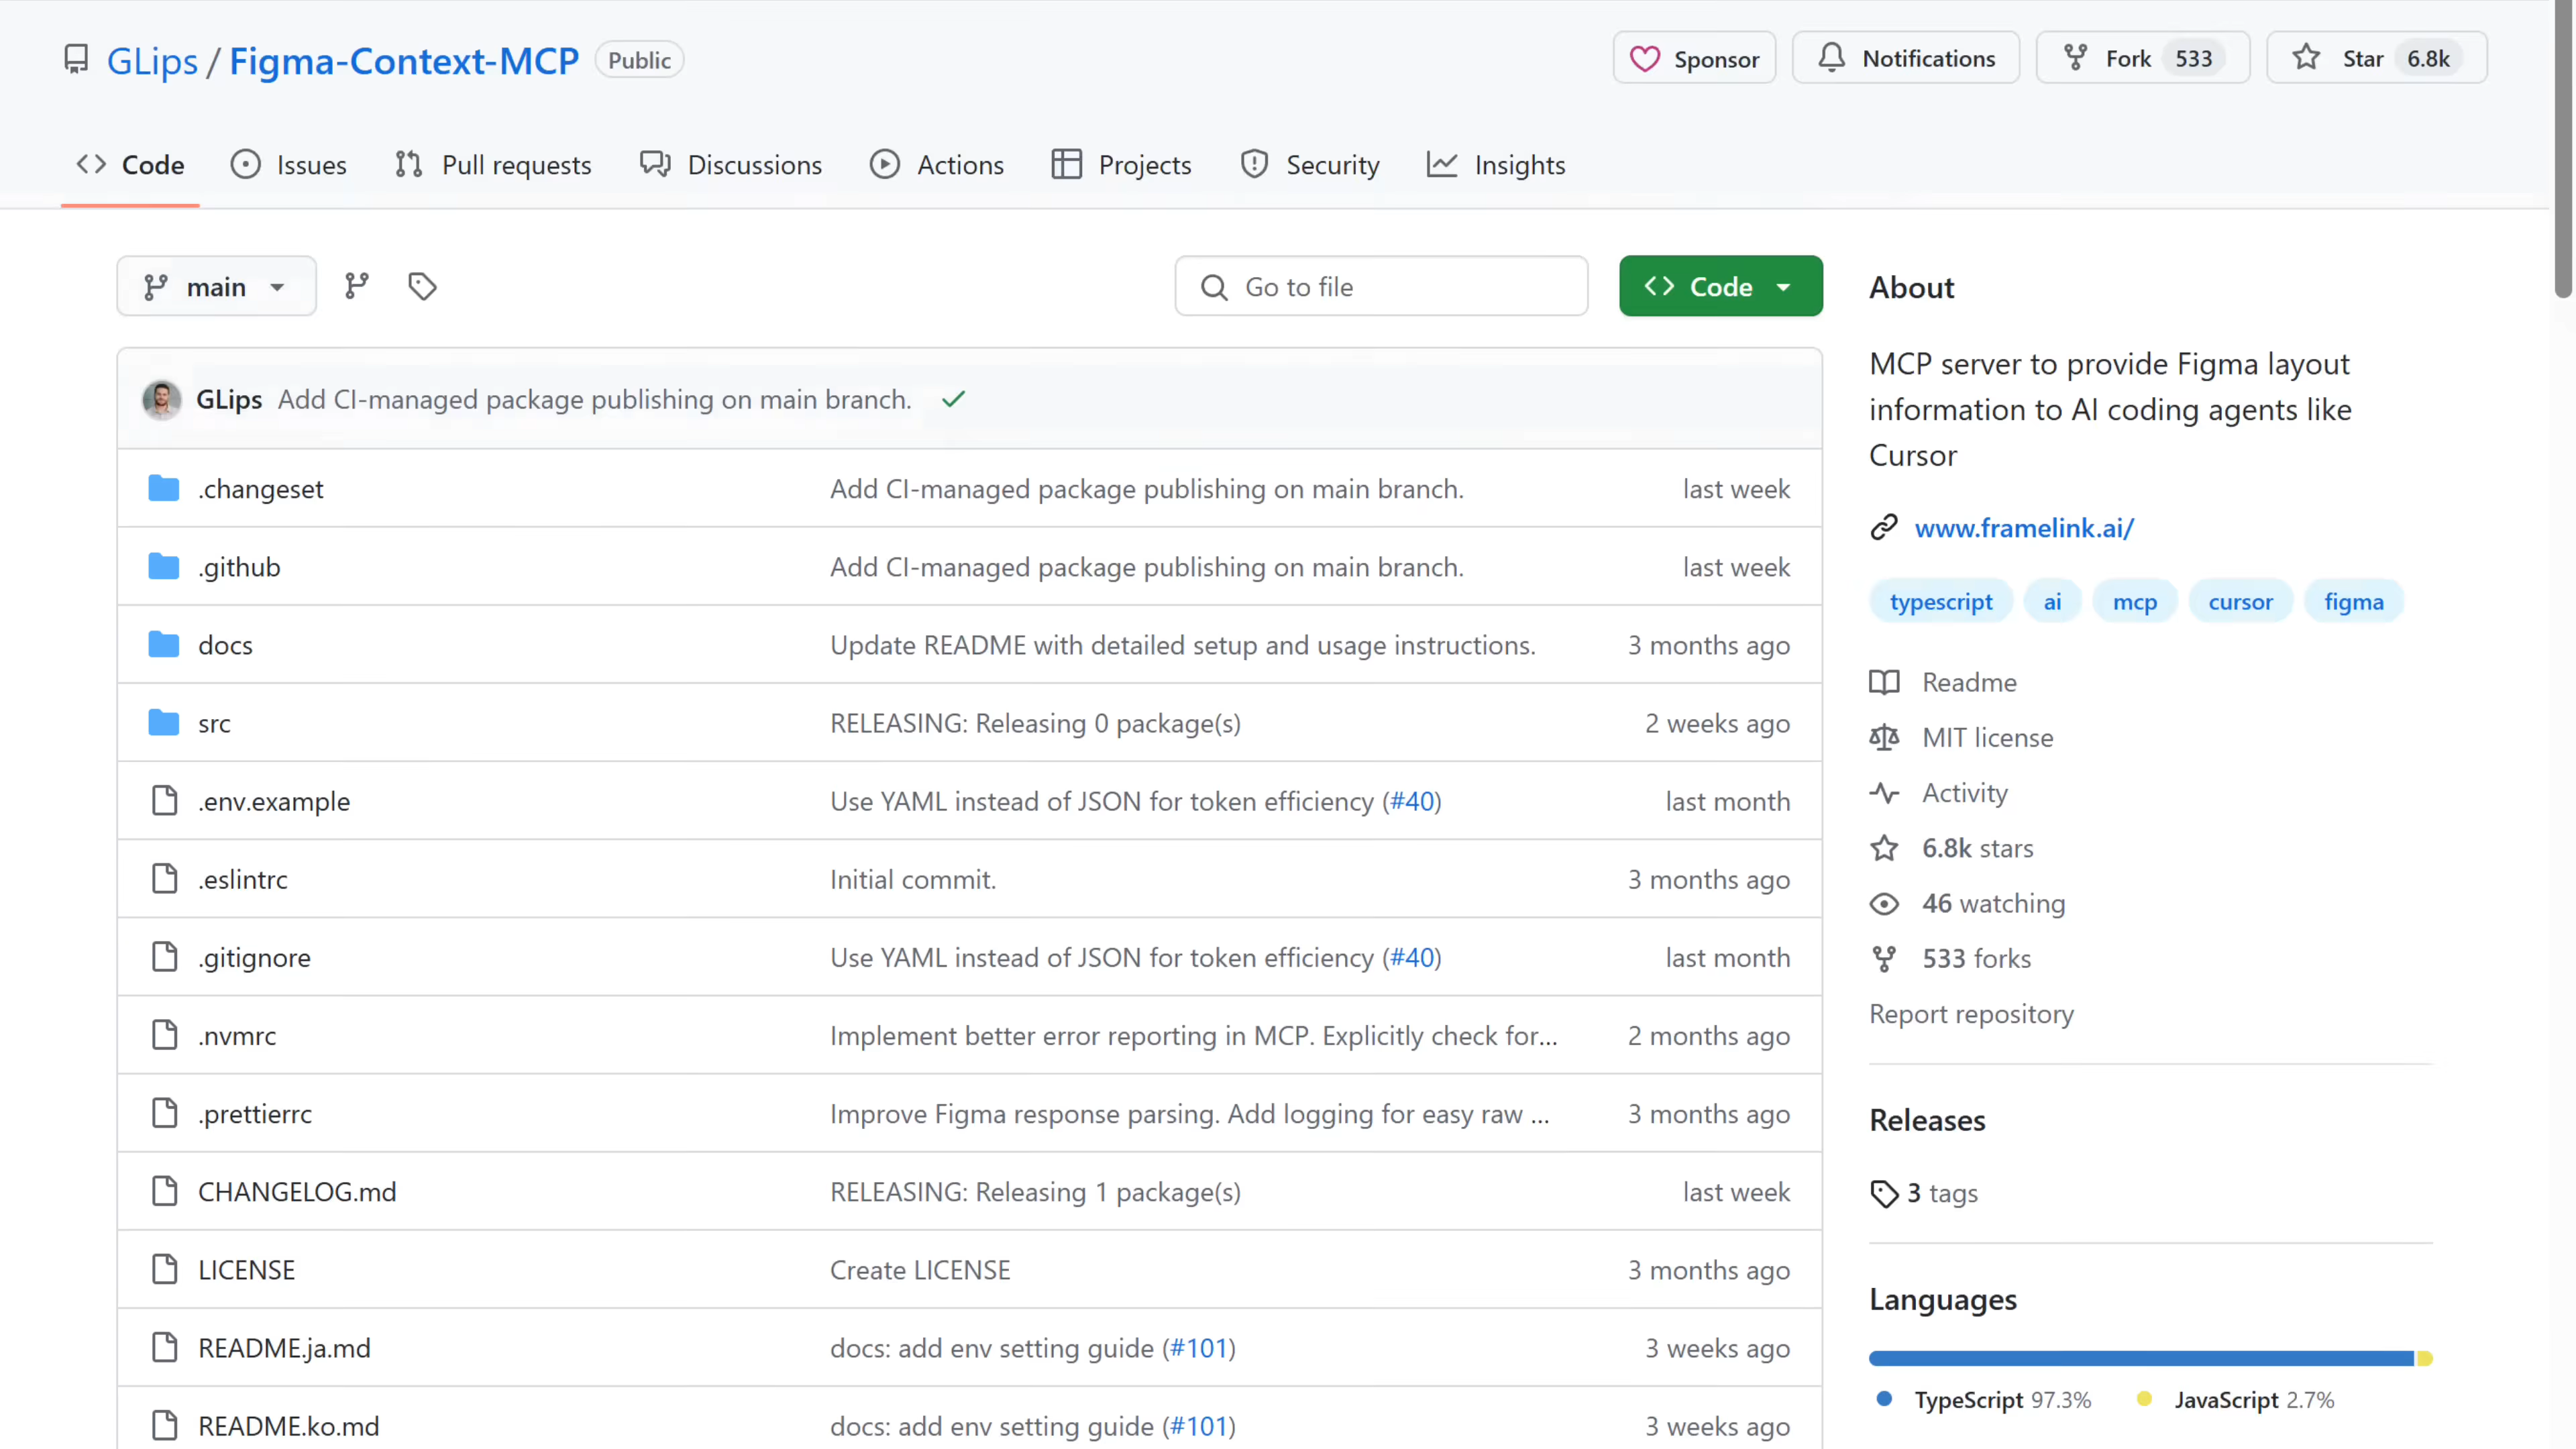 GLips / Figma-Context-MCP Public Sponsor Notifications Fork 533 Star 6.8k
Code Issues Pull requests Discussions Actions Projects Security Insights
main Go to file Code
GLips Add CI-managed package publishing on main branch.
.changeset Add CI-managed package publishing on main branch. last week
.github Add CI-managed package publishing on main branch. last week
docs Update README with detailed setup and usage instructions. 3 months ago
src RELEASING: Releasing 0 package(s) 2 weeks ago
.env.example Use YAML instead of JSON for token efficiency (#40) last month
.eslintrc Initial commit. 3 months ago
.gitignore Use YAML instead of JSON for token efficiency (#40) last month
.nvmrc Implement better error reporting in MCP. Explicitly check for... 2 months ago
.prettierrc Improve Figma response parsing. Add logging for easy raw ... 3 months ago
CHANGELOG.md RELEASING: Releasing 1 package(s) last week
LICENSE Create LICENSE 3 months ago
README.ja.md docs: add env setting guide (#101) 3 weeks ago
README.ko.md docs: add env setting guide (#101) 3 weeks ago
About
MCP server to provide Figma layout
information to AI coding agents like
Cursor
www.framelink.ai/
typescript ai mcp cursor figma
Readme
MIT license
Activity
6.8k stars
46 watching
533 forks
Report repository
Releases
3 tags
Languages
TypeScript 97.3% JavaScript 2.7%